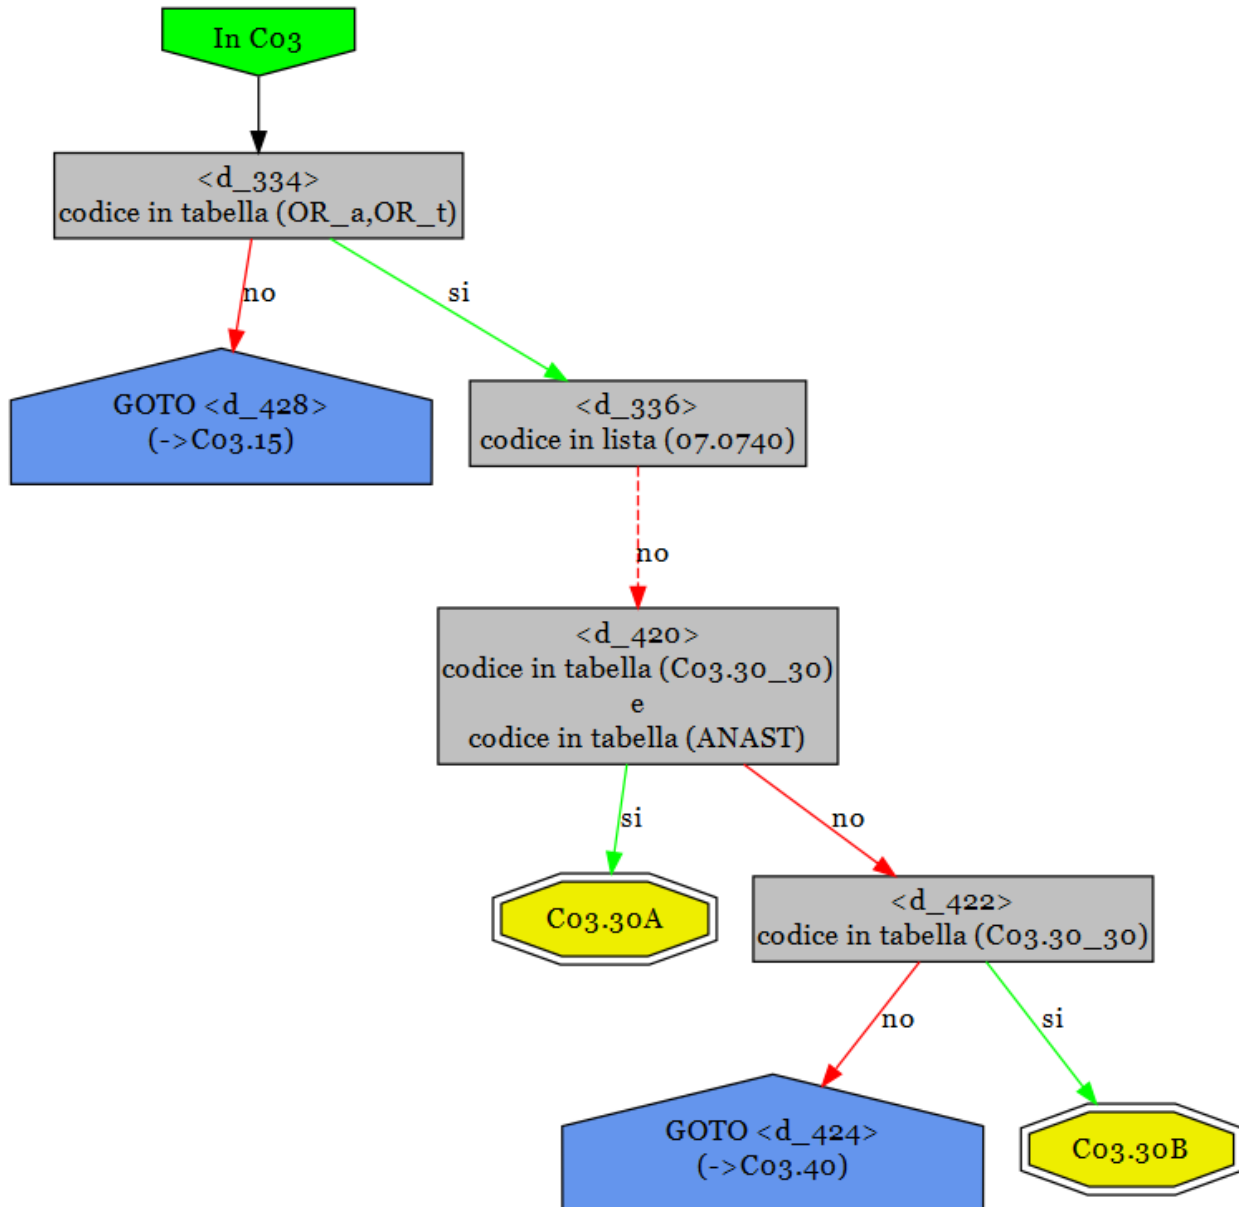 In C03
<d_334>
codice in tabella (OR_a,OR_t)
no
si
GOTO <d_428>
(->C03.15)
<d_336>
codice in lista (07.0740)
no
<d_420>
codice in tabella (C03.30_30)
e
codice in tabella (ANAST)
si
no
C03.30A
<d_422>
codice in tabella (C03.30_30)
no
si
GOTO <d_424>
(->C03.40)
C03.30B